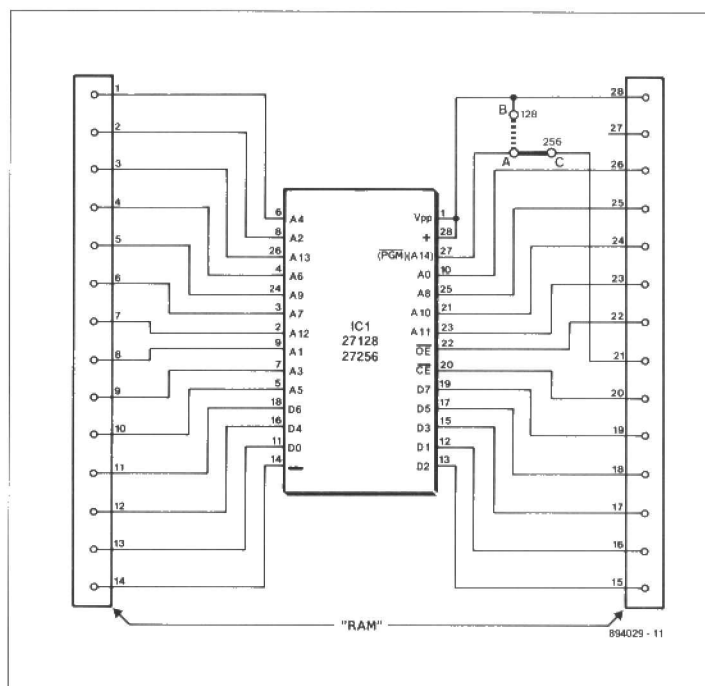 1
2
3
4
5
6
7
8
9
10
11
12
13
14
6 A4
8 A2
26 A13
4 A6
24 A9
3 A7
2 A12
9 A1
7 A3
5 A5
18 D6
16 D4
11 D0
14
IC1
27128
27256
Vpp 1
+ 28
(PGM)(A14) 27
A0 10
A8 25
A10 21
A11 23
OE 22
CE 20
D7 19
D5 17
D3 15
D1 12
D2 13
B 128
256
A C
28
27
26
25
24
23
22
21
20
19
18
17
16
15
"RAM"
894029 - 11